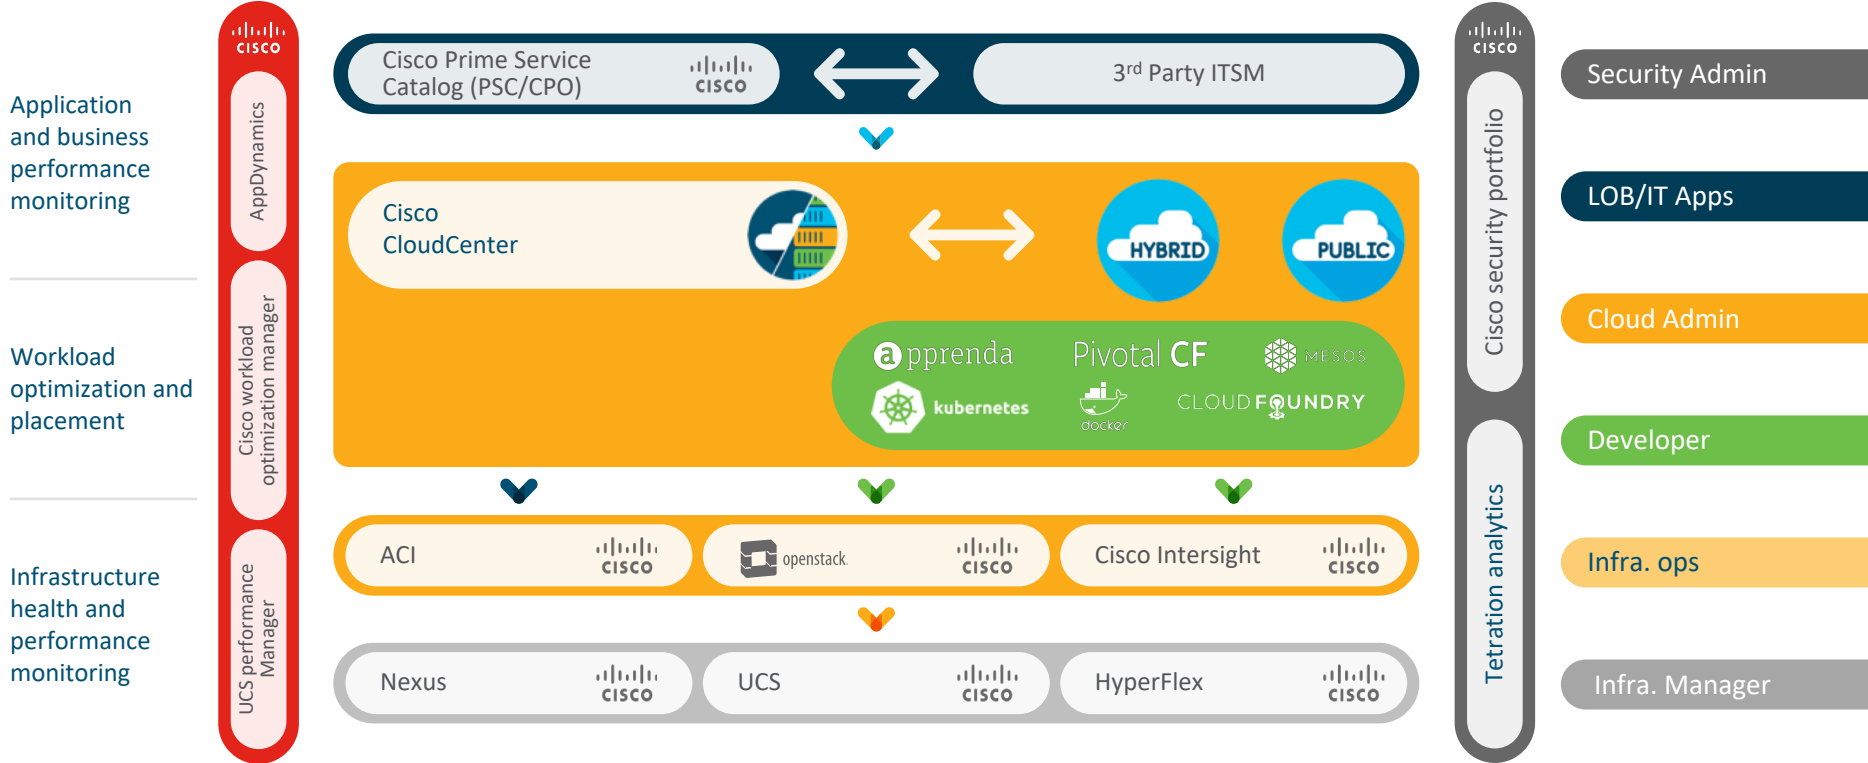 Application
and business
performance
monitoring
Workload
optimization and
placement
Infrastructure
health and
performance
monitoring
CISCO
AppDynamics
Cisco workload
optimization manager
UCS performance
Manager
Cisco Prime Service
Catalog (PSC/CPO)
CISCO
3rd Party ITSM
Cisco
CloudCenter
HYBRID
PUBLIC
apprenda
Pivotal CF
MESOS
kubernetes
docker
CLOUD FOUNDRY
ACI
CISCO
openstack.
CISCO
Cisco Intersight
CISCO
Nexus
CISCO
UCS
CISCO
HyperFlex
CISCO
CISCO
Cisco security portfolio
Tetration analytics
Security Admin
LOB/IT Apps
Cloud Admin
Developer
Infra. ops
Infra. Manager